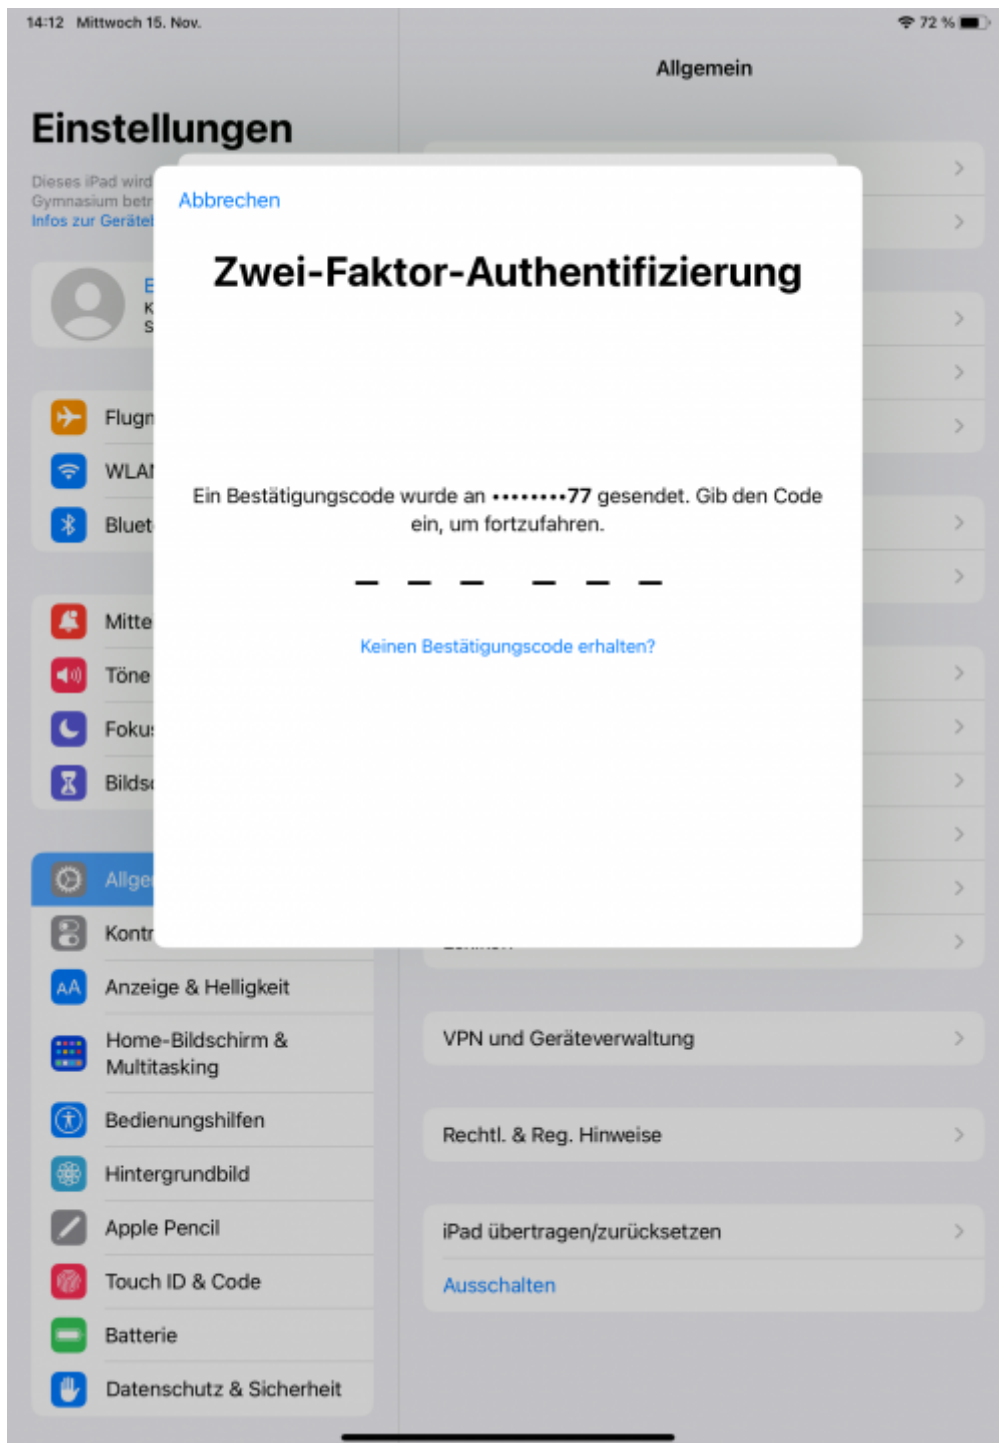 14:12 Mittwoch 15. Nov.
72 %
Allgemein
Einstellungen
Dieses iPad wird
Gymnasium betr
Infos zur Gerätel
Abbrechen
Zwei-Faktor-Authentifizierung
E
K
S
Ein Bestätigungscode wurde an ••••••••77 gesendet. Gib den Code
ein, um fortzufahren.
– – – – – –
Keinen Bestätigungscode erhalten?
Flugm
WLAN
Bluet
Mitte
Töne
Fokus
Bildsc
Allge
Kontr
Anzeige & Helligkeit
Home-Bildschirm &
Multitasking
Bedienungshilfen
Hintergrundbild
Apple Pencil
Touch ID & Code
Batterie
Datenschutz & Sicherheit
VPN und Geräteverwaltung
Rechtl. & Reg. Hinweise
iPad übertragen/zurücksetzen
Ausschalten